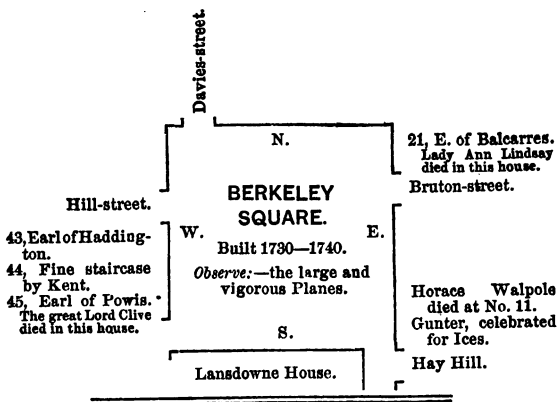 Davies-street.
N.
21, E. of Balcarres.
Lady Ann Lindsay
died in this house.
Bruton-street.
Hill-street.
BERKELEY
SQUARE.
W.
E.
Built 1730—1740.
Observe:—the large and
vigorous Planes.
43, Earl of Hadding-
ton.
44, Fine staircase
by Kent.
45, Earl of Powis.
The great Lord Clive
died in this house.
Horace Walpole
died at No. 11.
Gunter, celebrated
for Ices.
S.
Lansdowne House.
Hay Hill.